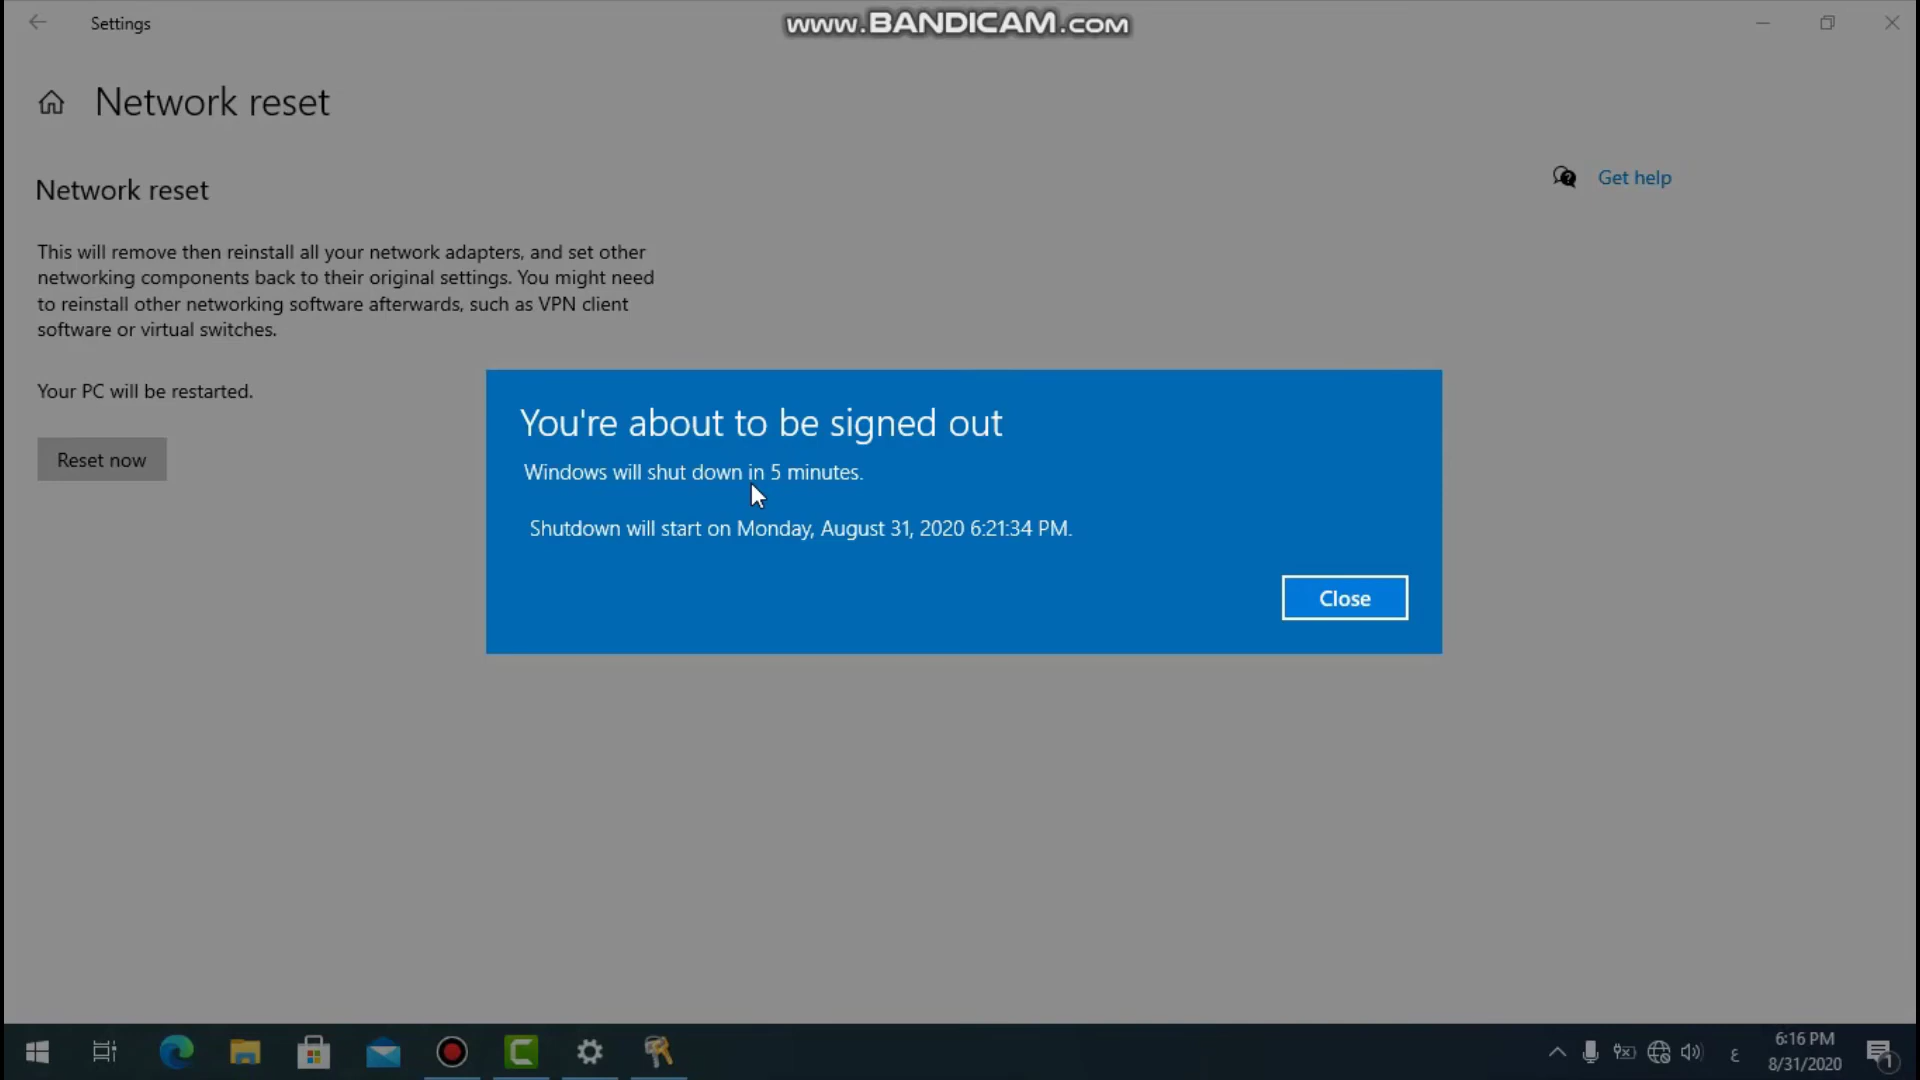 Settings
www.BANDICAM.com
Network reset
Network reset
Get help
This will remove then reinstall all your network adapters, and set other
networking components back to their original settings. You might need
to reinstall other networking software afterwards, such as VPN client
software or virtual switches.
Your PC will be restarted.
Reset now
You're about to be signed out
Windows will shut down in 5 minutes.
Shutdown will start on Monday, August 31, 2020 6:21:34 PM.
Close
ع
6:16 PM
8/31/2020
1